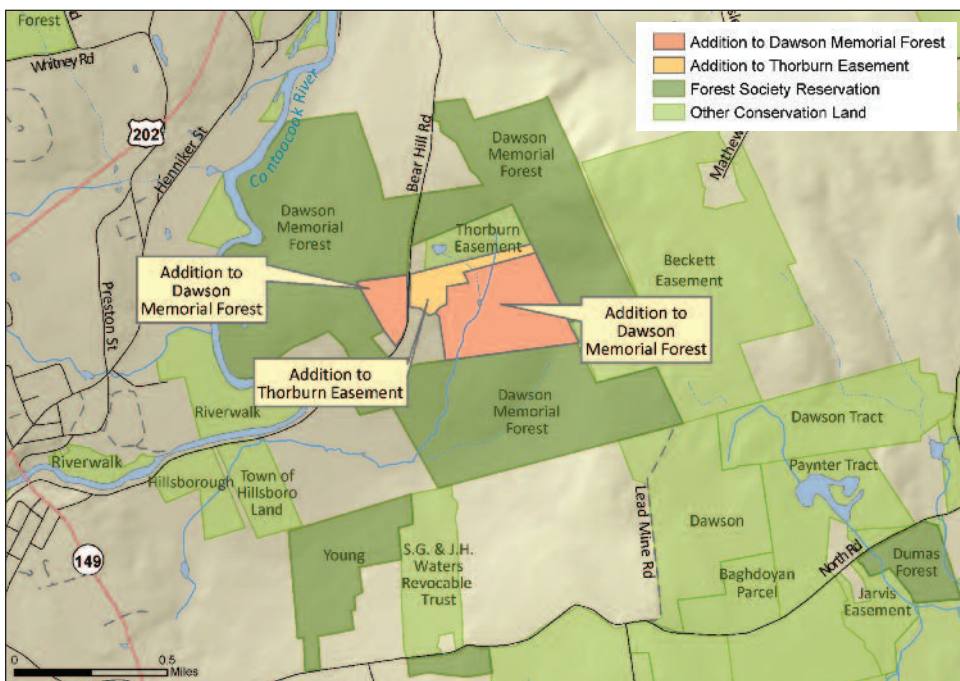 Forest
Whitney Rd
202
Henniker St
Contoocook River
Bear Hill Rd
Addition to Dawson Memorial Forest
Addition to Thorburn Easement
Forest Society Reservation
Other Conservation Land
Dawson
Memorial
Forest
Mathew
Dawson
Memorial
Forest
Thorburn
Easement
Beckett
Easement
Addition to
Dawson
Memorial Forest
Preston St
Addition to
Dawson
Memorial Forest
Addition to
Thorburn Easement
Dawson
Memorial
Forest
Riverwalk
Dawson Tract
Riverwalk
Hillsborough
Town of
Hillsboro
Land
Paynter Tract
Lead Mine Rd
Dawson
149
Young
S.G. & J.H.
Waters
Revocable
Trust
North Rd
Baghdoyan
Parcel
Dumas
Forest
Jarvis
Easement
0
0.5
Miles